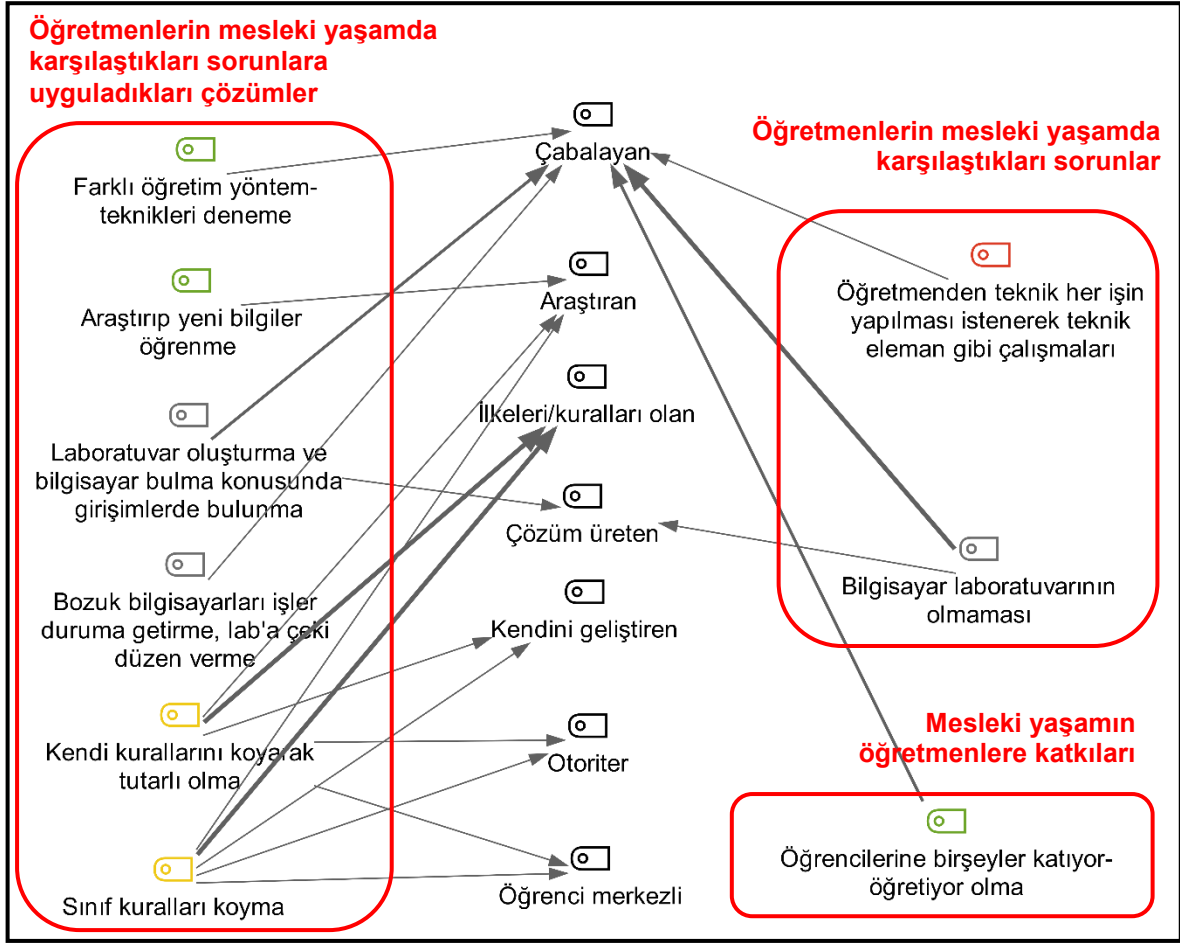 Öğretmenlerin mesleki yaşamda
karşılaştıkları sorunlara
uyguladıkları çözümler
Farklı öğretim yöntem-
teknikleri deneme
Araştırıp yeni bilgiler
öğrenme
Laboratuvar oluşturma ve
bilgisayar bulma konusunda
girişimlerde bulunma
Bozuk bilgisayarları işler
duruma getirme, lab'a çeki
düzen verme
Kendi kurallarını koyarak
tutarlı olma
Sınıf kuralları koyma
Çabalayan
Araştıran
İlkeleri/kuralları olan
Çözüm üreten
Kendini geliştiren
Otoriter
Öğrenci merkezli
Öğretmenlerin mesleki yaşamda
karşılaştıkları sorunlar
Öğretmenden teknik her işin
yapılması istenerek teknik
eleman gibi çalışmaları
Bilgisayar laboratuvarının
olmaması
Mesleki yaşamın
öğretmenlere katkıları
Öğrencilerine birşeyler katıyor-
öğretiyor olma